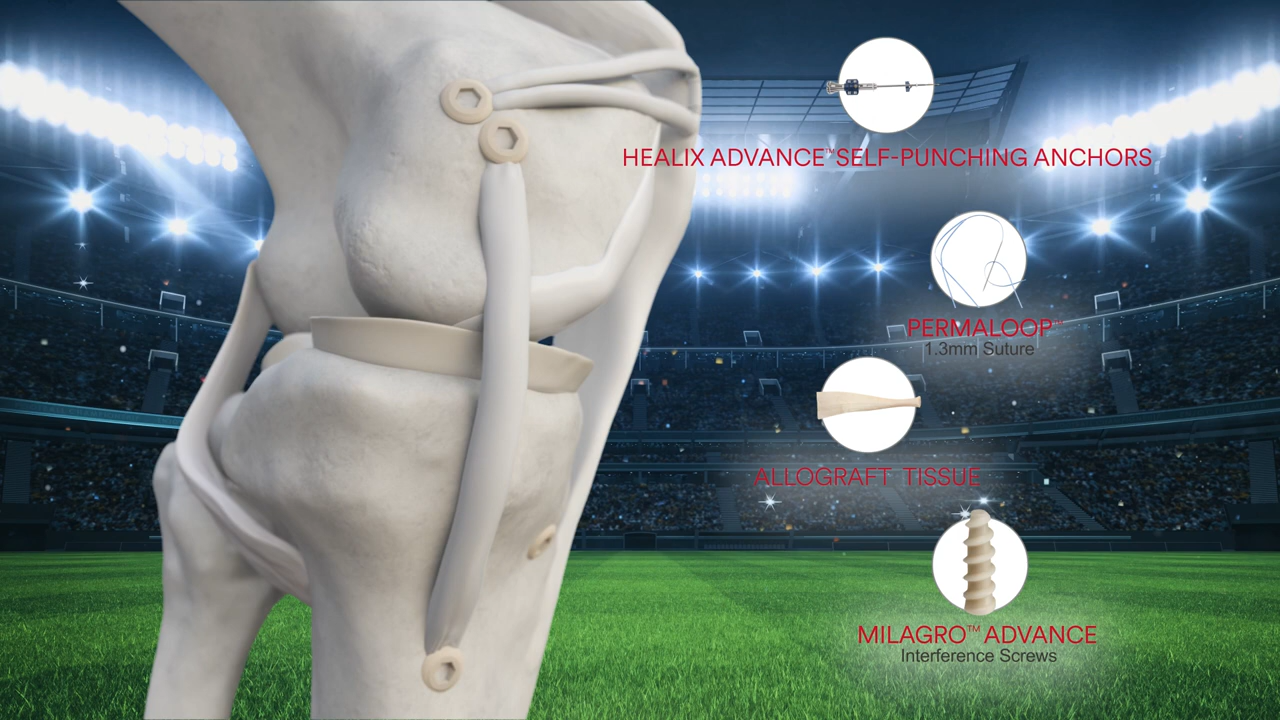 HEALIX ADVANCE™ SELF-PUNCHING ANCHORS
PERMALOOP™
1.3mm Suture
ALLOGRAFT TISSUE
MILAGRO™ ADVANCE
Interference Screws